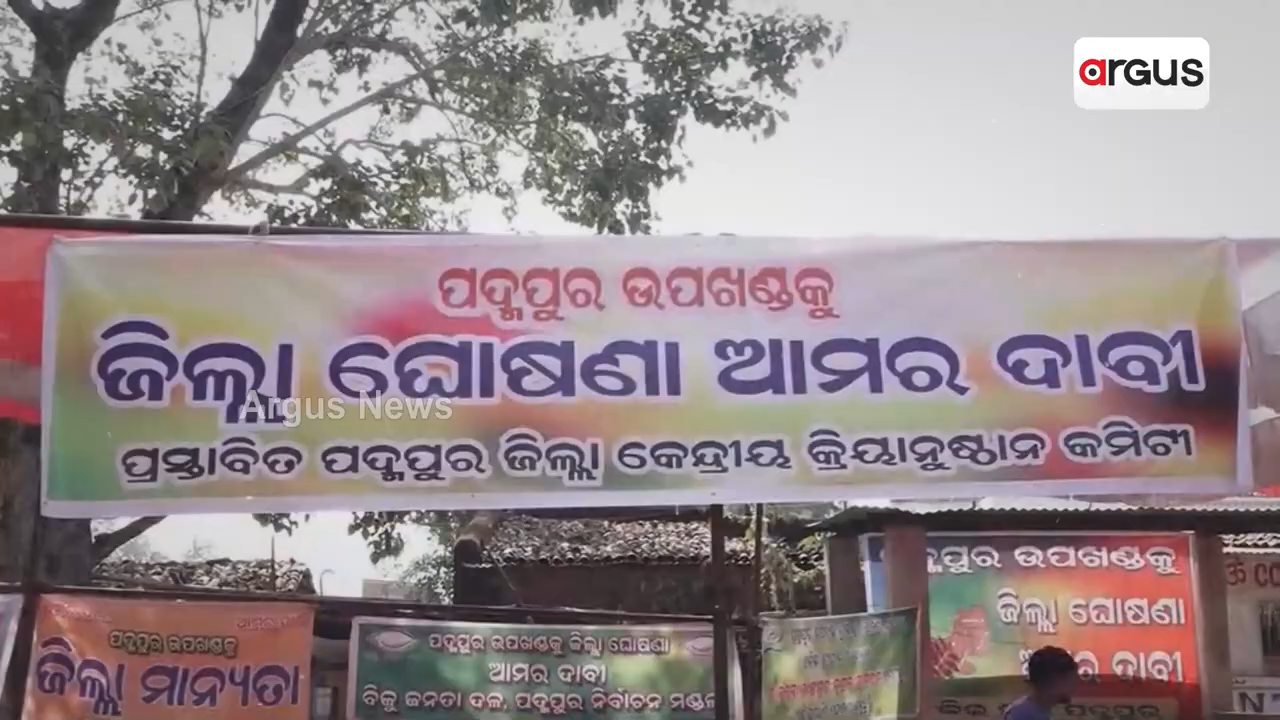 argus
ପଦ୍ମପୁର ଉପଖଣ୍ଡକୁ
ଜିଲ୍ଲା ଘୋଷଣା ଆମର ଦାବୀ
Argus News
ପ୍ରସ୍ତାବିତ ପଦ୍ମପୁର ଜିଲ୍ଲା କେନ୍ଦ୍ରୀୟ କ୍ରିୟାନୁଷ୍ଠାନ କମିଟୀ
ପଦ୍ମପୁର ଉପଖଣ୍ଡକୁ
ଜିଲ୍ଲା ମାନ୍ୟତା
ପଦ୍ମପୁର ଉପଖଣ୍ଡକୁ ଜିଲ୍ଲା ଘୋଷଣା
ଆମର ଦାବୀ
ବିଜୁ ଜନତା ଦଳ, ପଦ୍ମପୁର ନିର୍ବାଚନ ମଣ୍ଡଳ
ଉପଖଣ୍ଡକୁ
ଜିଲ୍ଲା ଘୋଷଣା
ଆମର ଦାବୀ